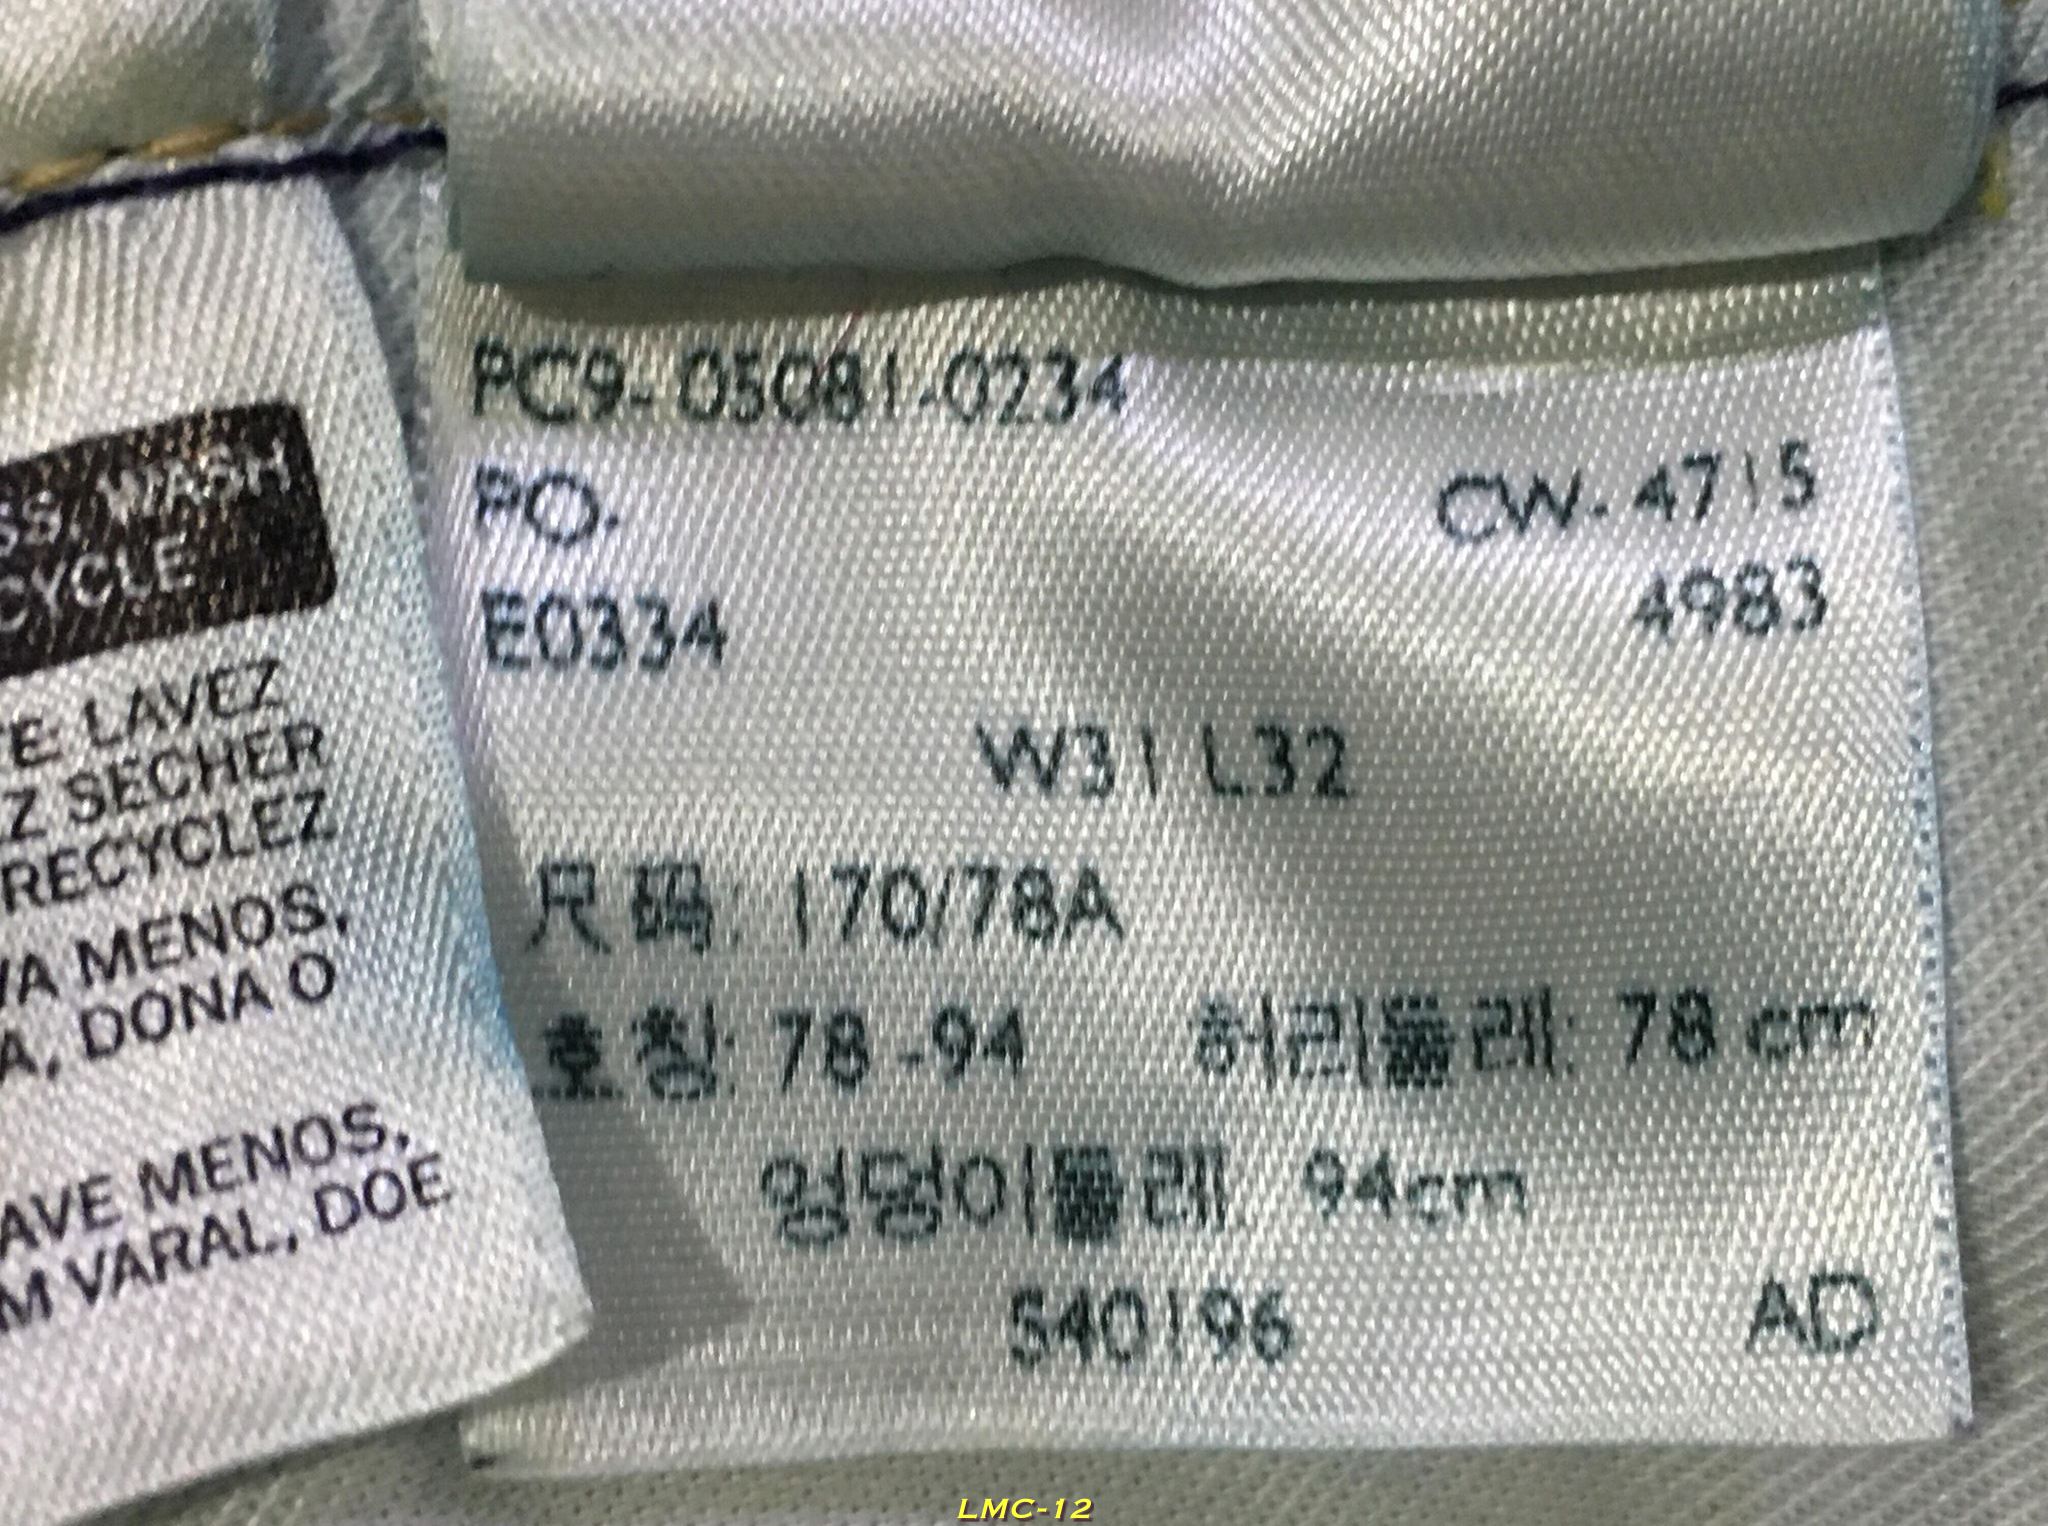 SS, WASH
CYCLE
E LAVEZ
Z SECHER
RECYCLEZ
VA MENOS,
A, DONA O
AVE MENOS,
M VARAL, DOE
PC9-05081-0234
PO. CW-4715
E0334 4983
W31 L32
尺码: 170/78A
호칭: 78-94 허리둘레: 78 cm
엉덩이둘레: 94cm
S40196 AD
LMC-12